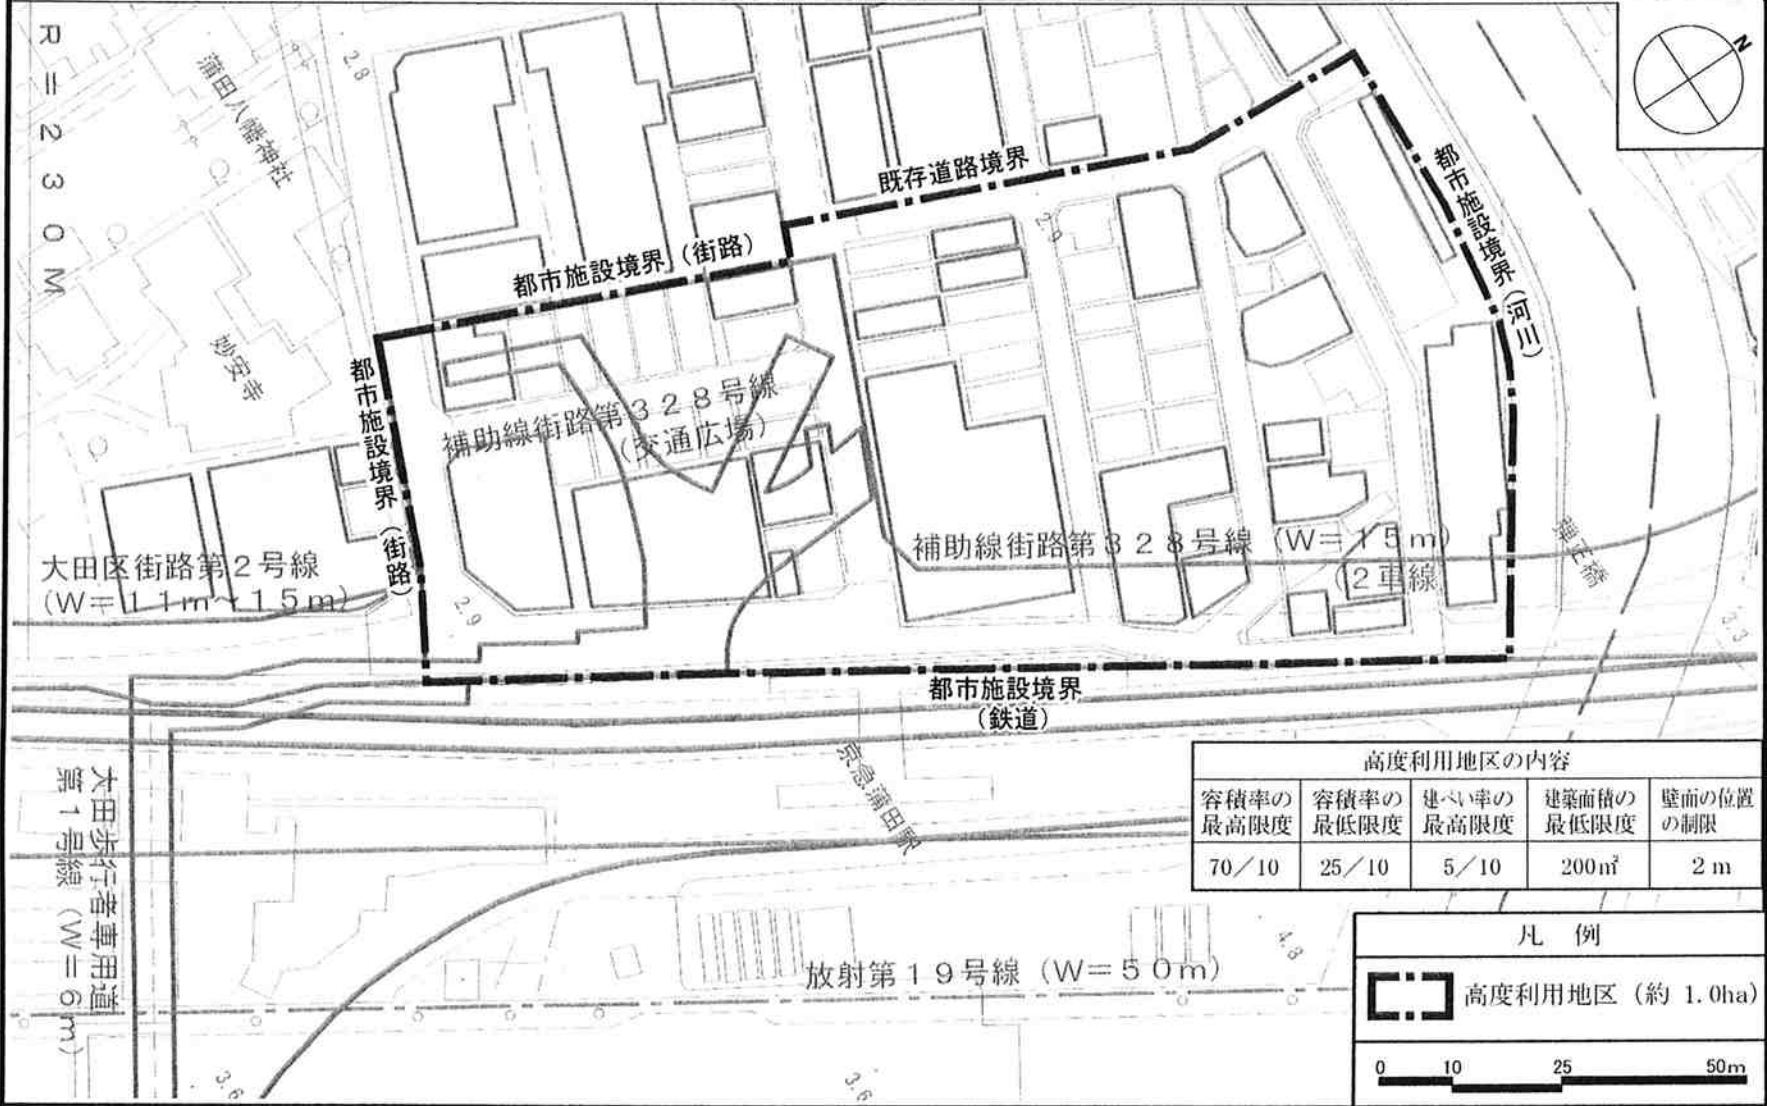 R=230M
蒲田八幡神社
妙安寺
28
29
29
N
既存道路境界
都市施設境界(街路)
都市施設境界(街路)
都市施設境界(河川)
補助線街路第328号線
(交通広場)
大田区街路第2号線
(W=11m~15m)
補助線街路第328号線 (W=15m)
(2車線
弾正橋
3.3
都市施設境界
(鉄道)
京急蒲田駅
大田歩行者専用道
第1号線 (W=6m)
放射第19号線 (W=50m)
4.8
3.6
3.6
高度利用地区の内容
容積率の最高限度 容積率の最低限度 建ぺい率の最高限度 建築面積の最低限度 壁面の位置の制限
70/10 25/10 5/10 200㎡ 2m
凡例
高度利用地区 (約 1.0ha)
0 10 25 50m